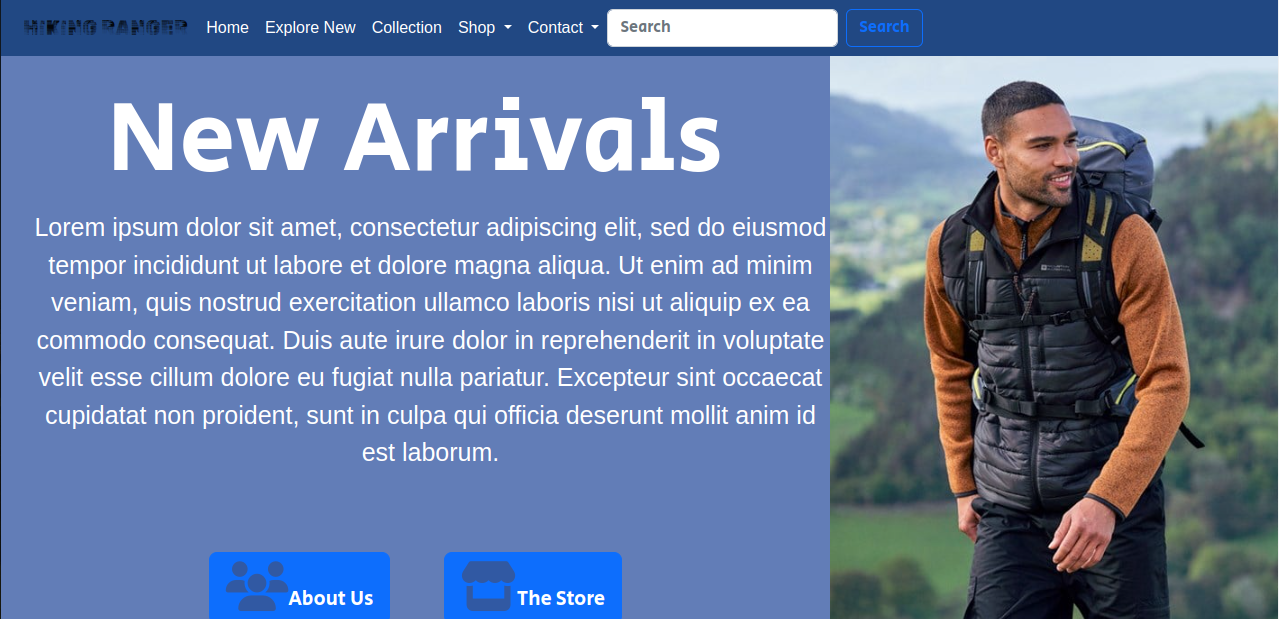 HIKING RANGER
Home Explore New Collection Shop Contact Search Search
New Arrivals
Lorem ipsum dolor sit amet, consectetur adipiscing elit, sed do eiusmod
tempor incididunt ut labore et dolore magna aliqua. Ut enim ad minim
veniam, quis nostrud exercitation ullamco laboris nisi ut aliquip ex ea
commodo consequat. Duis aute irure dolor in reprehenderit in voluptate
velit esse cillum dolore eu fugiat nulla pariatur. Excepteur sint occaecat
cupidatat non proident, sunt in culpa qui officia deserunt mollit anim id
est laborum.
About Us The Store